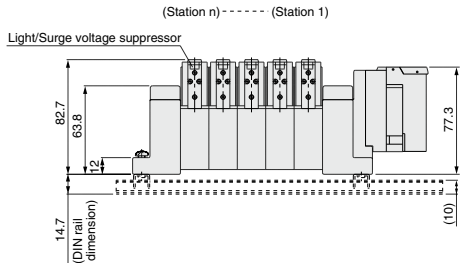 (Station n) ------ (Station 1)
Light/Surge voltage suppressor
82.7
63.8
12
77.3
14.7
(DIN rail
dimension)
(10)